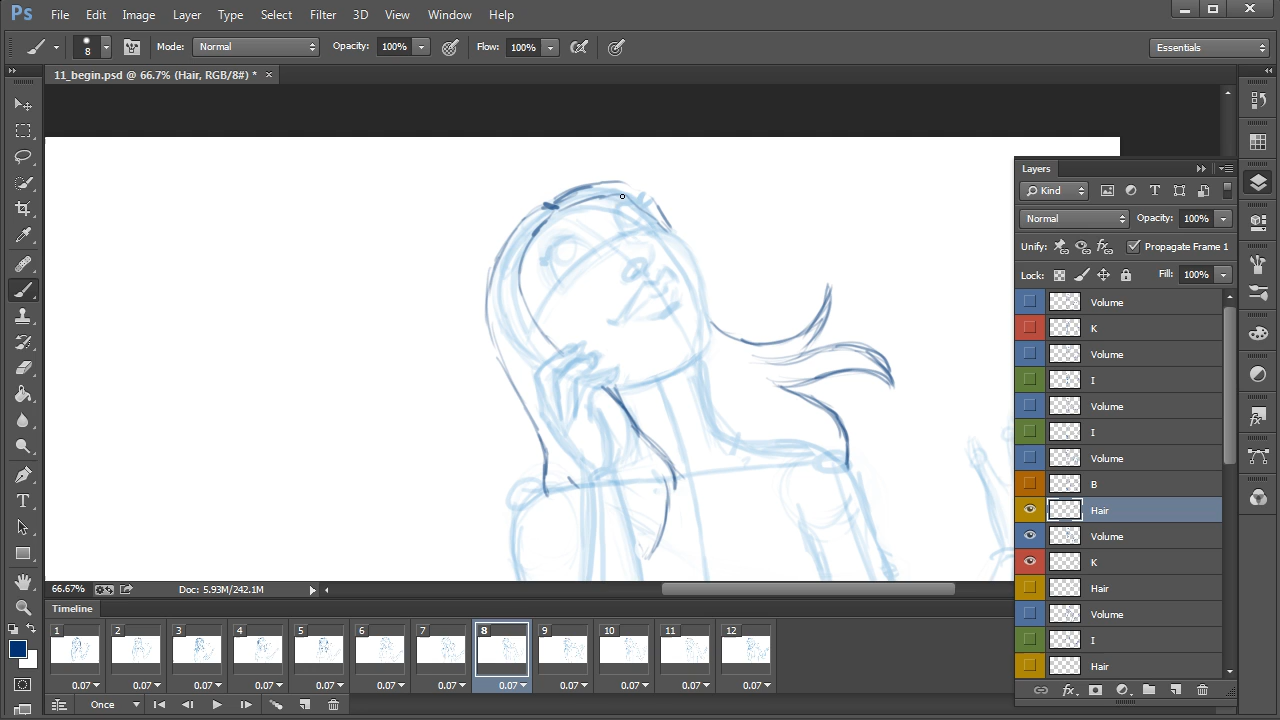 Ps File Edit Image Layer Type Select Filter 3D View Window Help
8 Mode: Normal Opacity: 100% Flow: 100% Essentials
11_begin.psd @ 66.7% (Hair, RGB/8#) * ×
Layers
Kind
Normal Opacity: 100%
Unify: Propagate Frame 1
Lock: Fill: 100%
Volume
K
Volume
I
Volume
I
Volume
B
Hair
Volume
K
Hair
Volume
I
Hair
66.67% Doc: 5.93M/242.1M
Timeline
1 2 3 4 5 6 7 8 9 10 11 12
0.07 0.07 0.07 0.07 0.07 0.07 0.07 0.07 0.07 0.07 0.07 0.07
Once